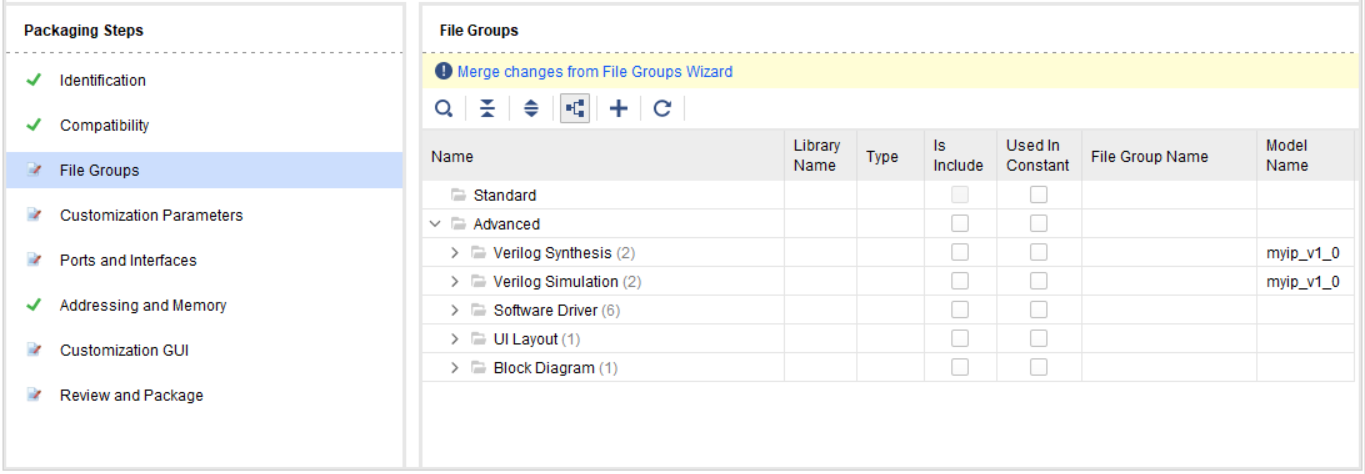 Packaging Steps
Identification
Compatibility
File Groups
Customization Parameters
Ports and Interfaces
Addressing and Memory
Customization GUI
Review and Package
File Groups
Merge changes from File Groups Wizard
Name
Library
Name
Type
Is
Include
Used In
Constant
File Group Name
Model
Name
Standard
Advanced
Verilog Synthesis (2)
myip_v1_0
Verilog Simulation (2)
myip_v1_0
Software Driver (6)
UI Layout (1)
Block Diagram (1)